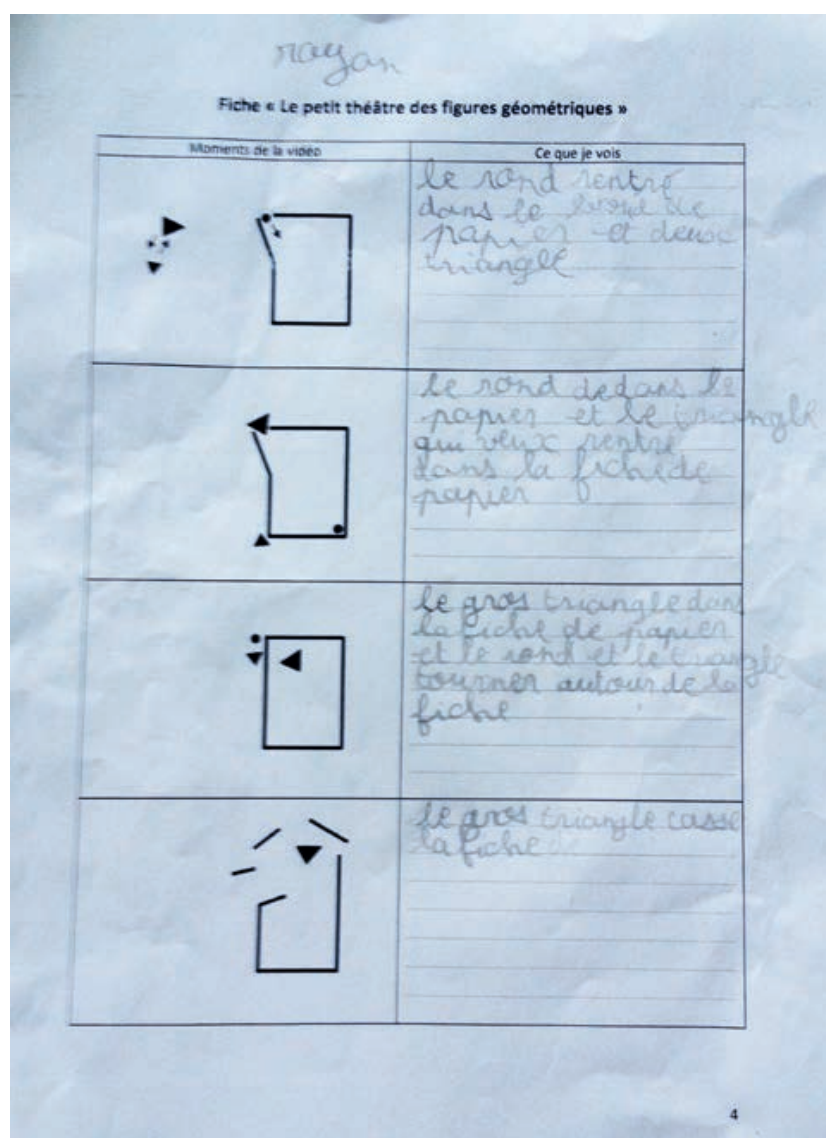 rayan
Fiche « Le petit théâtre des figures géométriques »
Moments de la vidéo
Ce que je vois
le rond rentre
dans le
papier et deux
triangle
le rond dedans le
papier et le triangle
qui veux rentre
dans la fiche de
papier
le gros triangle dans
la fiche de papier
et le rond et le triangle
tourner autour de la
fiche
le gros triangle casse
la fiche de
4